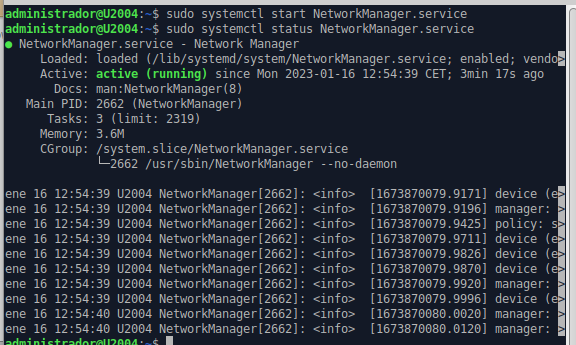 administrador@U2004:~$ sudo systemctl start NetworkManager.service
administrador@U2004:~$ sudo systemctl status NetworkManager.service
● NetworkManager.service - Network Manager
     Loaded: loaded (/lib/systemd/system/NetworkManager.service; enabled; vendo>
     Active: active (running) since Mon 2023-01-16 12:54:39 CET; 3min 17s ago
       Docs: man:NetworkManager(8)
   Main PID: 2662 (NetworkManager)
      Tasks: 3 (limit: 2319)
     Memory: 3.6M
     CGroup: /system.slice/NetworkManager.service
             └─2662 /usr/sbin/NetworkManager --no-daemon
ene 16 12:54:39 U2004 NetworkManager[2662]: <info>  [1673870079.9171] device (e>
ene 16 12:54:39 U2004 NetworkManager[2662]: <info>  [1673870079.9196] manager: >
ene 16 12:54:39 U2004 NetworkManager[2662]: <info>  [1673870079.9425] policy: s>
ene 16 12:54:39 U2004 NetworkManager[2662]: <info>  [1673870079.9711] device (e>
ene 16 12:54:39 U2004 NetworkManager[2662]: <info>  [1673870079.9826] device (e>
ene 16 12:54:39 U2004 NetworkManager[2662]: <info>  [1673870079.9870] device (e>
ene 16 12:54:39 U2004 NetworkManager[2662]: <info>  [1673870079.9920] manager: >
ene 16 12:54:39 U2004 NetworkManager[2662]: <info>  [1673870079.9996] device (e>
ene 16 12:54:40 U2004 NetworkManager[2662]: <info>  [1673870080.0020] manager: >
ene 16 12:54:40 U2004 NetworkManager[2662]: <info>  [1673870080.0120] manager: >
administrador@U2004:~$